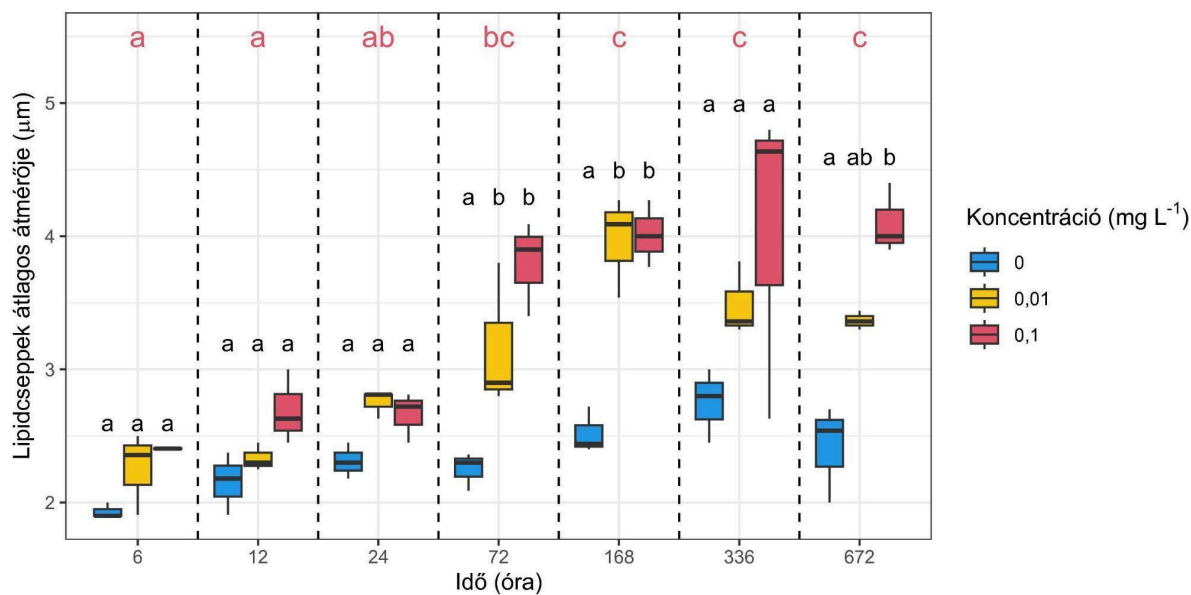 a a ab bc c c c
a a a
a a a
a a a
a b b
a b b
a a a
a ab b
5
4
3
2
6 12 24 72 168 336 672
Lipidcseppek átlagos átmérője (μm)
Idő (óra)
Koncentráció (mg L⁻¹)
0
0,01
0,1